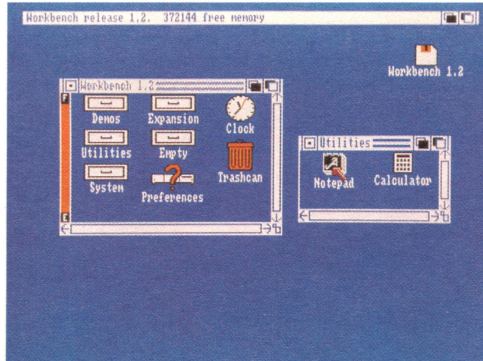 Workbench release 1.2.  372144 free memory
Workbench 1.2
Workbench 1.2
F
Demos
Expansion
Clock
Utilities
Empty
Trashcan
System
Preferences
E
Utilities
Notepad
Calculator